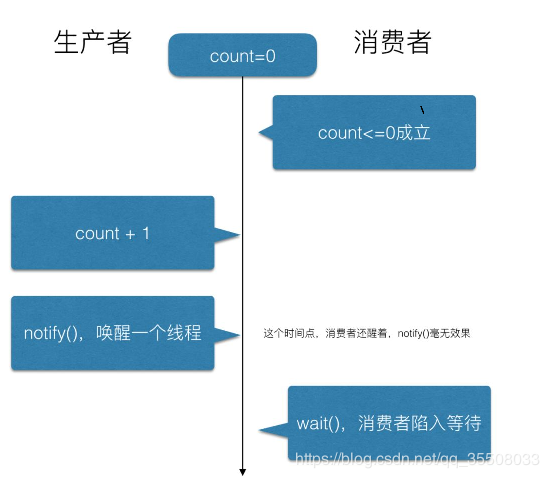 生产者
count=0
消费者
count<=0成立
count + 1
notify()，唤醒一个线程
这个时间点，消费者还醒着，notify()毫无效果
wait()，消费者陷入等待
https://blog.csdn.net/qq_35508033